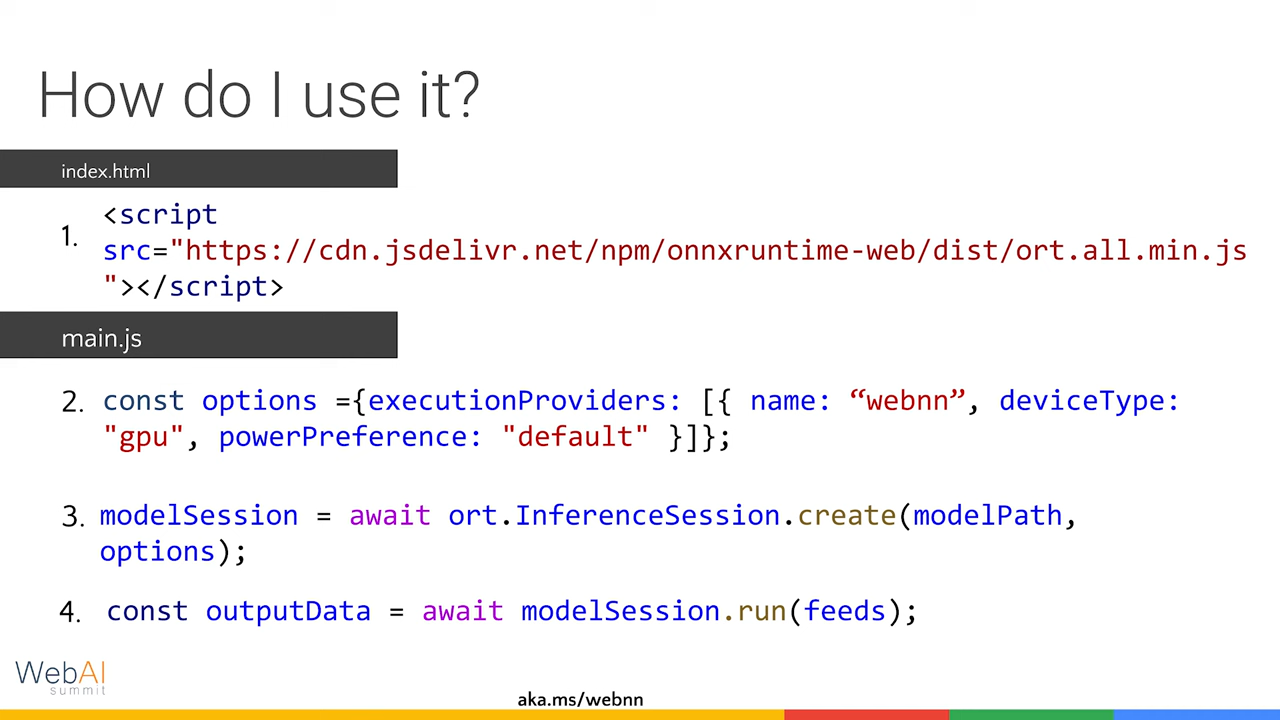 How do I use it?
index.html
1.
<script
src="https://cdn.jsdelivr.net/npm/onnxruntime-web/dist/ort.all.min.js
"></script>
main.js
2. const options ={executionProviders: [{ name: “webnn”, deviceType:
"gpu", powerPreference: "default" }]};
3. modelSession = await ort.InferenceSession.create(modelPath,
options);
4. const outputData = await modelSession.run(feeds);
WebAI
summit
aka.ms/webnn